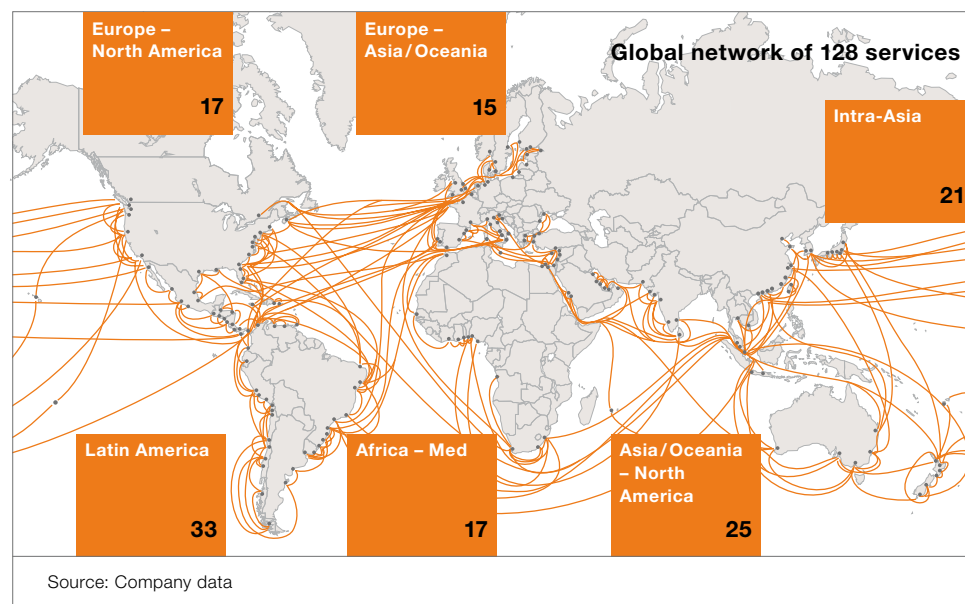 Europe –
North America
17
Europe –
Asia/Oceania
15
Global network of 128 services
Intra-Asia
21
Latin America
33
Africa – Med
17
Asia/Oceania
– North
America
25
Source: Company data